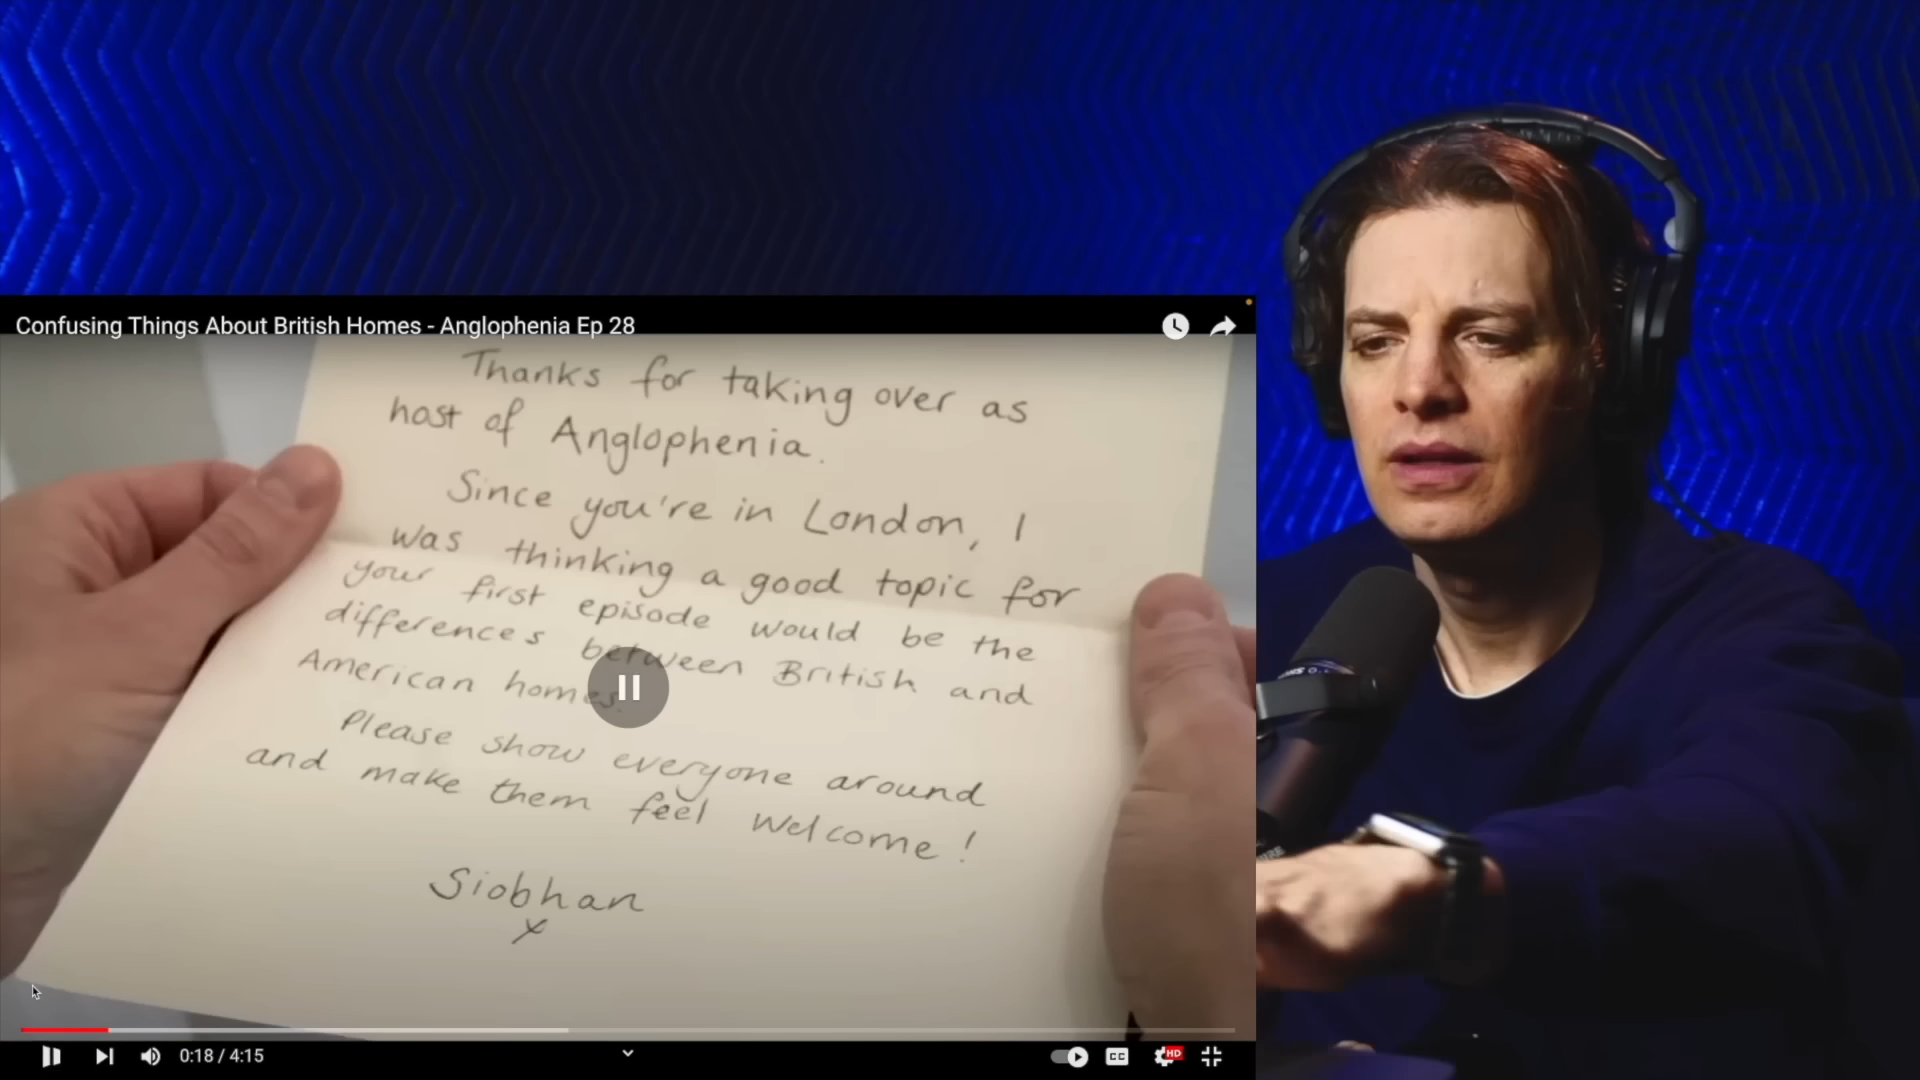 Confusing Things About British Homes - Anglophenia Ep 28
Thanks for taking over as
host of Anglophenia.
Since you're in London, I
was thinking a good topic for
your first episode would be the
differences between British and
American homes.
Please show everyone around
and make them feel welcome!
Siobhan
x
0:18 / 4:15
CC
HD